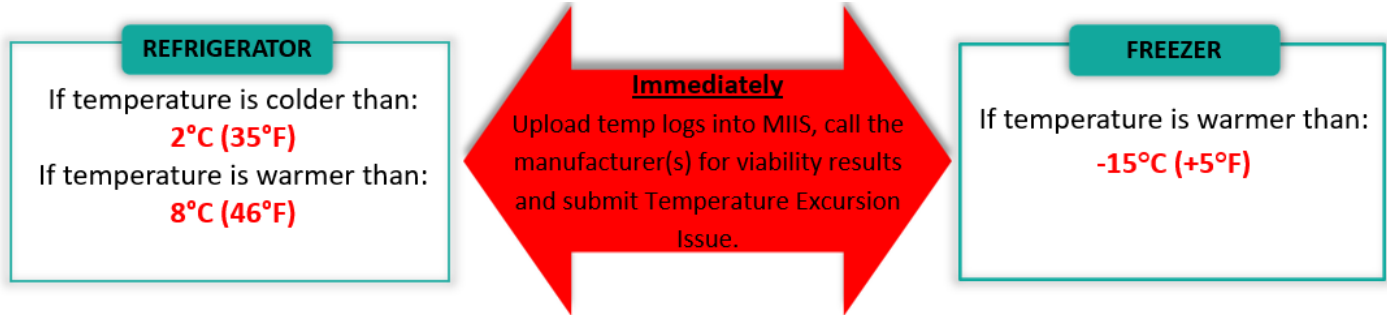 REFRIGERATOR
If temperature is colder than:
2°C (35°F)
If temperature is warmer than:
8°C (46°F)
Immediately
Upload temp logs into MIIS, call the
manufacturer(s) for viability results
and submit Temperature Excursion
Issue.
FREEZER
If temperature is warmer than:
-15°C (+5°F)